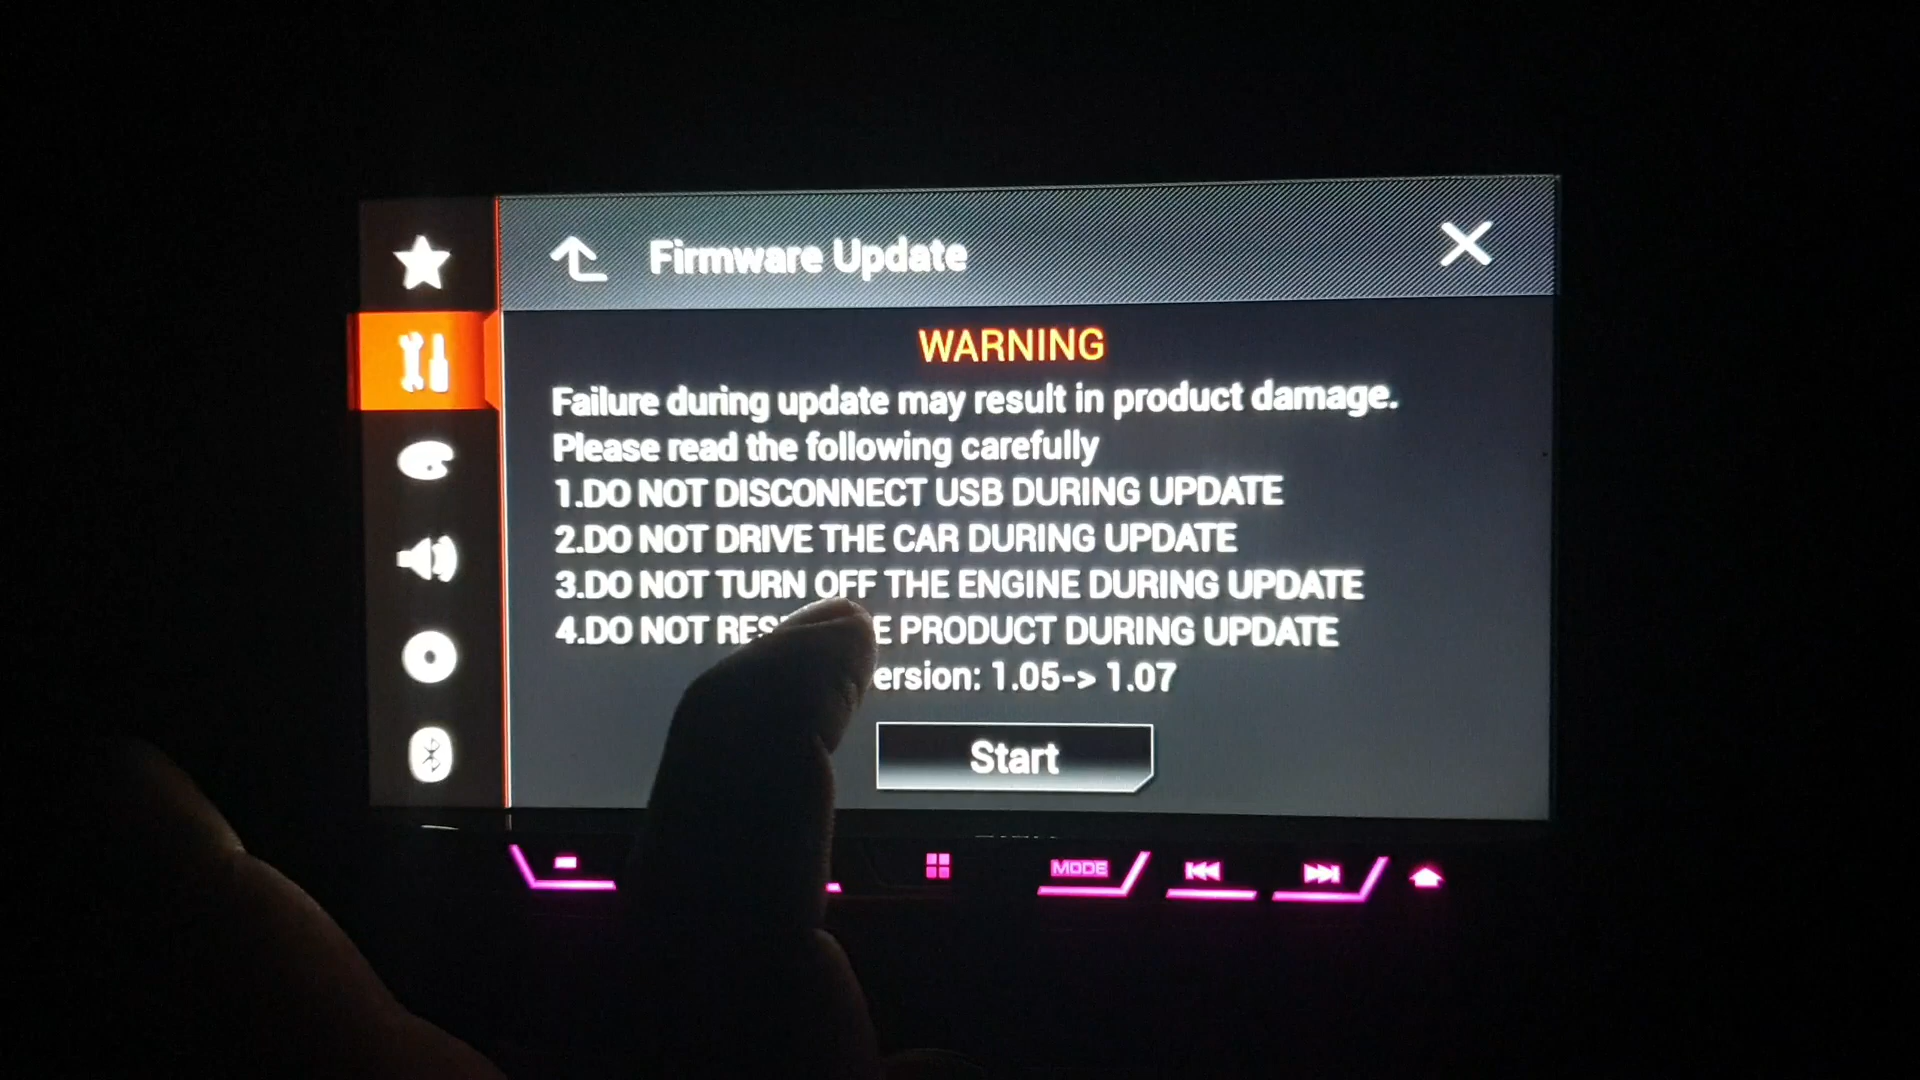 Firmware Update
WARNING
Failure during update may result in product damage.
Please read the following carefully
1.DO NOT DISCONNECT USB DURING UPDATE
2.DO NOT DRIVE THE CAR DURING UPDATE
3.DO NOT TURN OFF THE ENGINE DURING UPDATE
4.DO NOT PRODUCT DURING UPDATE
1.05-> 1.07
Start
MODE